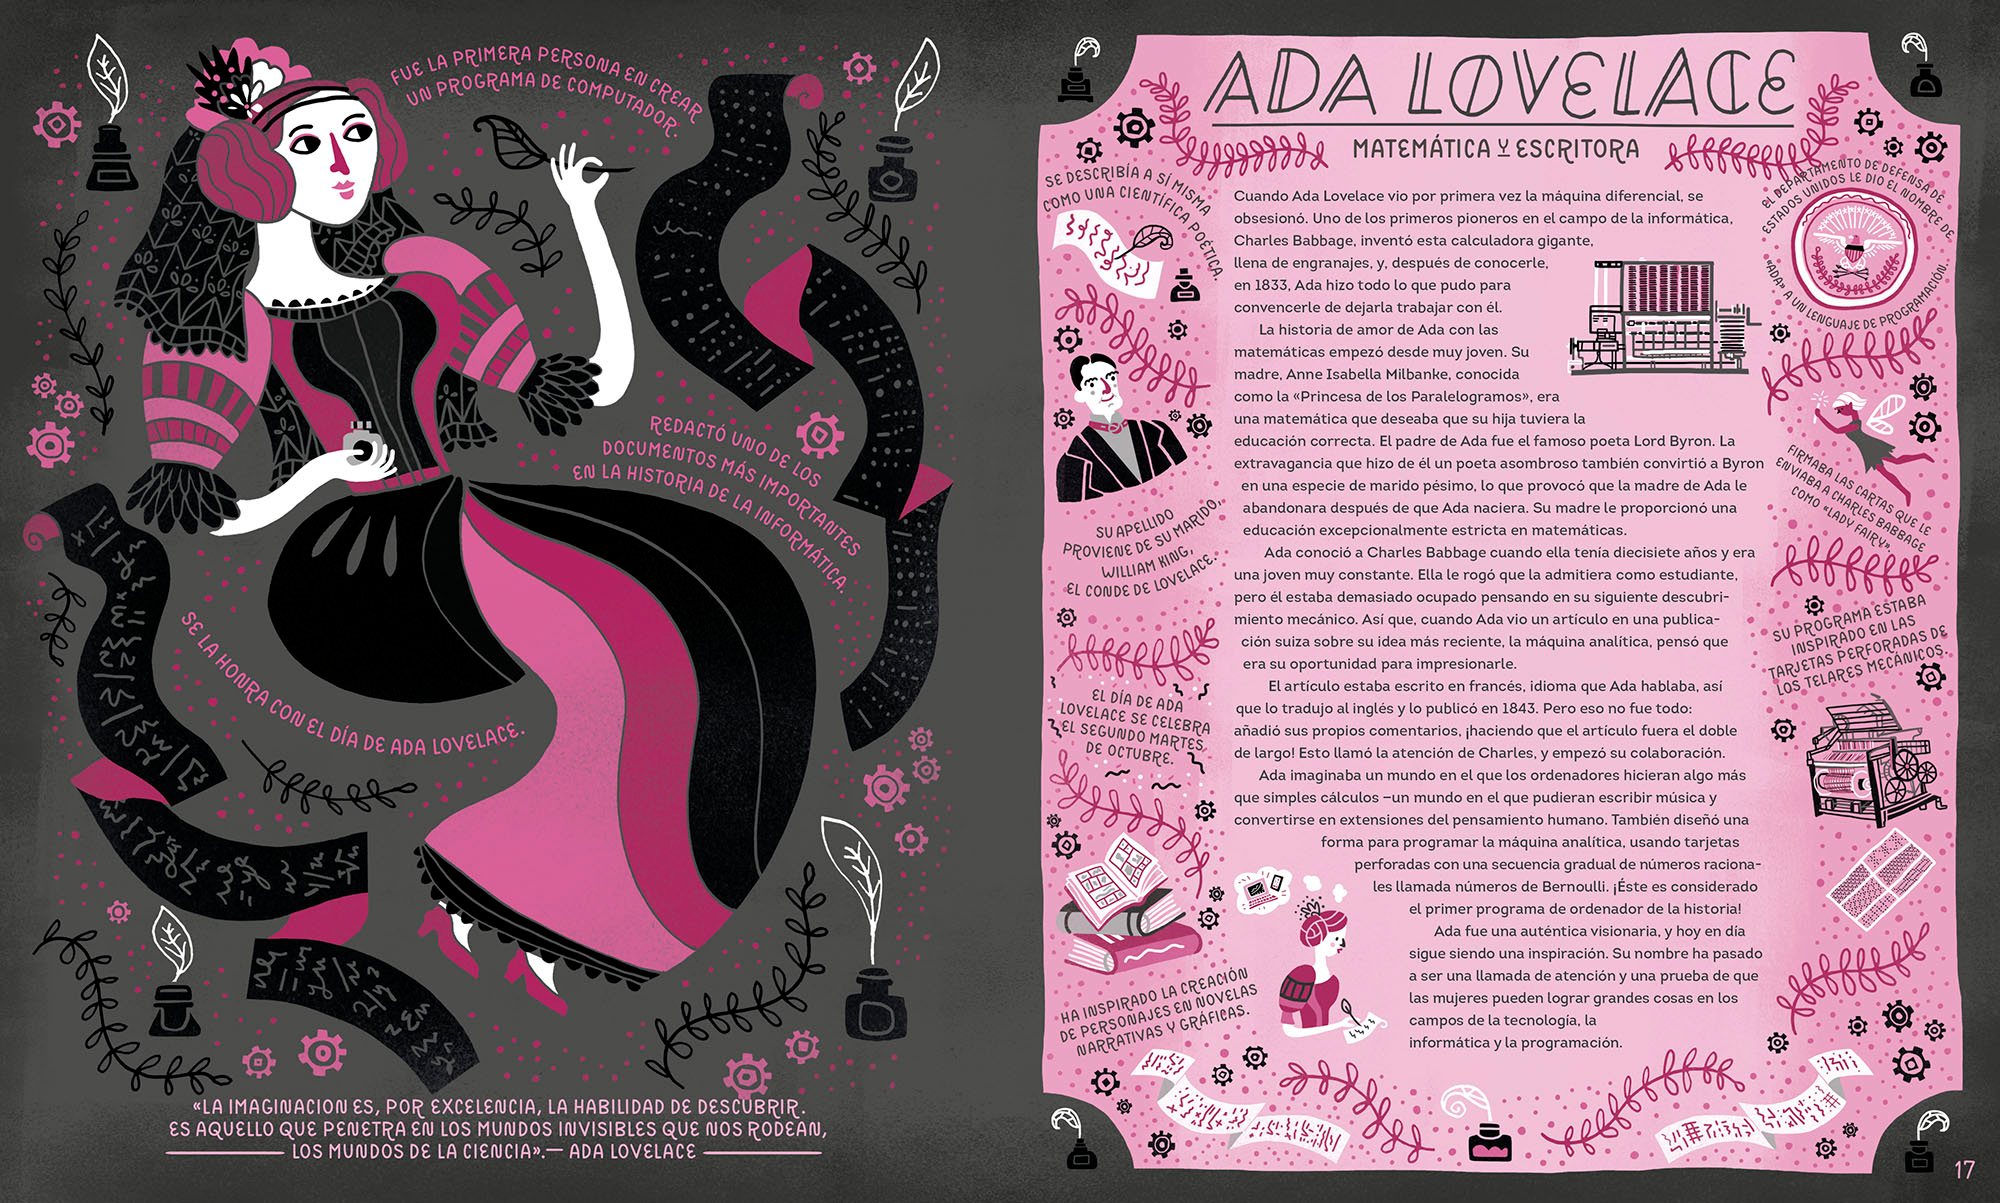 FUE LA PRIMERA PERSONA EN CREAR
UN PROGRAMA DE COMPUTADOR.
REDACTÓ UNO DE LOS
DOCUMENTOS MÁS IMPORTANTES
EN LA HISTORIA DE LA INFORMÁTICA.
SE LA HONRA CON EL DÍA DE ADA LOVELACE.
«LA IMAGINACION ES, POR EXCELENCIA, LA HABILIDAD DE DESCUBRIR.
ES AQUELLO QUE PENETRA EN LOS MUNDOS INVISIBLES QUE NOS RODEAN,
LOS MUNDOS DE LA CIENCIA».— ADA LOVELACE
ADA LOVELACE
MATEMÁTICA Y ESCRITORA
SE DESCRIBÍA A SÍ MISMA
COMO UNA CIENTÍFICA POÉTICA.
SU APELLIDO
PROVIENE DE SU MARIDO,
WILLIAM KING,
EL CONDE DE LOVELACE.
EL DÍA DE ADA
LOVELACE SE CELEBRA
EL SEGUNDO MARTES
DE OCTUBRE.
HA INSPIRADO LA CREACIÓN
DE PERSONAJES EN NOVELAS
NARRATIVAS Y GRÁFICAS.
Cuando Ada Lovelace vio por primera vez la máquina diferencial, se
obsesionó. Uno de los primeros pioneros en el campo de la informática,
Charles Babbage, inventó esta calculadora gigante,
llena de engranajes, y, después de conocerle,
en 1833, Ada hizo todo lo que pudo para
convencerle de dejarla trabajar con él.
La historia de amor de Ada con las
matemáticas empezó desde muy joven. Su
madre, Anne Isabella Milbanke, conocida
como la «Princesa de los Paralelogramos», era
una matemática que deseaba que su hija tuviera la
educación correcta. El padre de Ada fue el famoso poeta Lord Byron. La
extravagancia que hizo de él un poeta asombroso también convirtió a Byron
en una especie de marido pésimo, lo que provocó que la madre de Ada le
abandonara después de que Ada naciera. Su madre le proporcionó una
educación excepcionalmente estricta en matemáticas.
Ada conoció a Charles Babbage cuando ella tenía diecisiete años y era
una joven muy constante. Ella le rogó que la admitiera como estudiante,
pero él estaba demasiado ocupado pensando en su siguiente descubri-
miento mecánico. Así que, cuando Ada vio un artículo en una publica-
ción suiza sobre su idea más reciente, la máquina analítica, pensó que
era su oportunidad para impresionarle.
El artículo estaba escrito en francés, idioma que Ada hablaba, así
que lo tradujo al inglés y lo publicó en 1843. Pero eso no fue todo:
añadió sus propios comentarios, ¡haciendo que el artículo fuera el doble
de largo! Esto llamó la atención de Charles, y empezó su colaboración.
Ada imaginaba un mundo en el que los ordenadores hicieran algo más
que simples cálculos –un mundo en el que pudieran escribir música y
convertirse en extensiones del pensamiento humano. También diseñó una
forma para programar la máquina analítica, usando tarjetas
perforadas con una secuencia gradual de números raciona-
les llamada números de Bernoulli. ¡Éste es considerado
el primer programa de ordenador de la historia!
Ada fue una auténtica visionaria, y hoy en día
sigue siendo una inspiración. Su nombre ha pasado
a ser una llamada de atención y una prueba de que
las mujeres pueden lograr grandes cosas en los
campos de la tecnología, la
informática y la programación.
EL DEPARTAMENTO DE DEFENSA DE
ESTADOS UNIDOS LE DIO EL NOMBRE DE
«ADA» A UN LENGUAJE DE PROGRAMACIÓN.
FIRMABA LAS CARTAS QUE LE
ENVIABA A CHARLES BABBAGE
COMO «LADY FAIRY».
SU PROGRAMA ESTABA
INSPIRADO EN LAS
TARJETAS PERFORADAS DE
LOS TELARES MECÁNICOS.
17